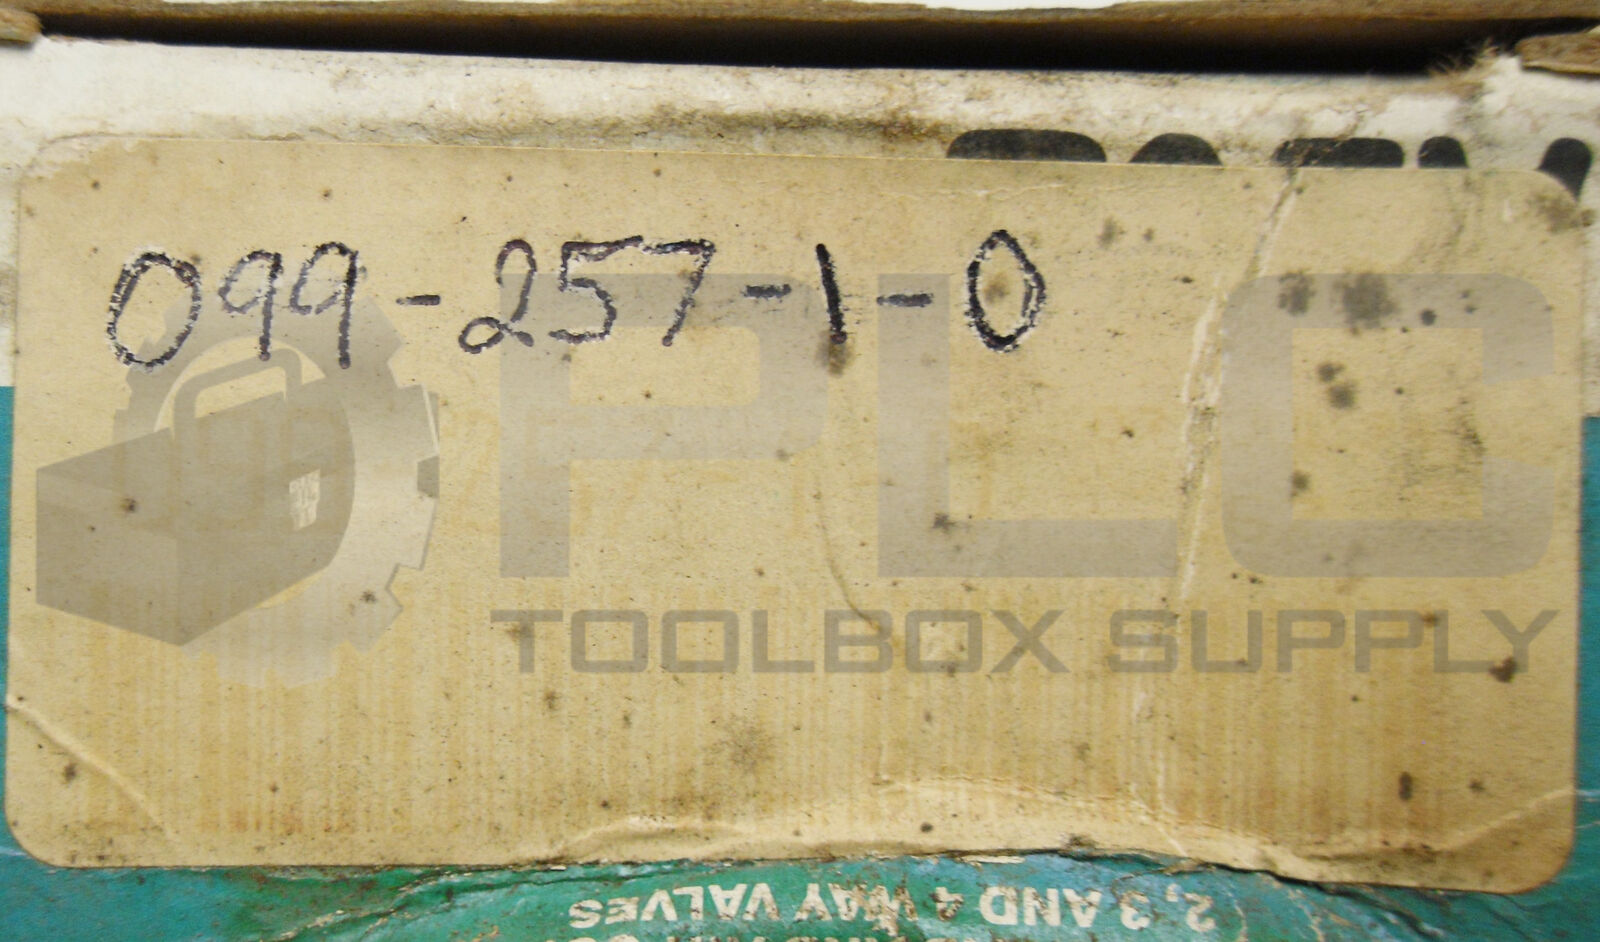 099-257-1-0
PLC
TOOLBOX SUPPLY
2, 3 AND 4 WAY VALVES